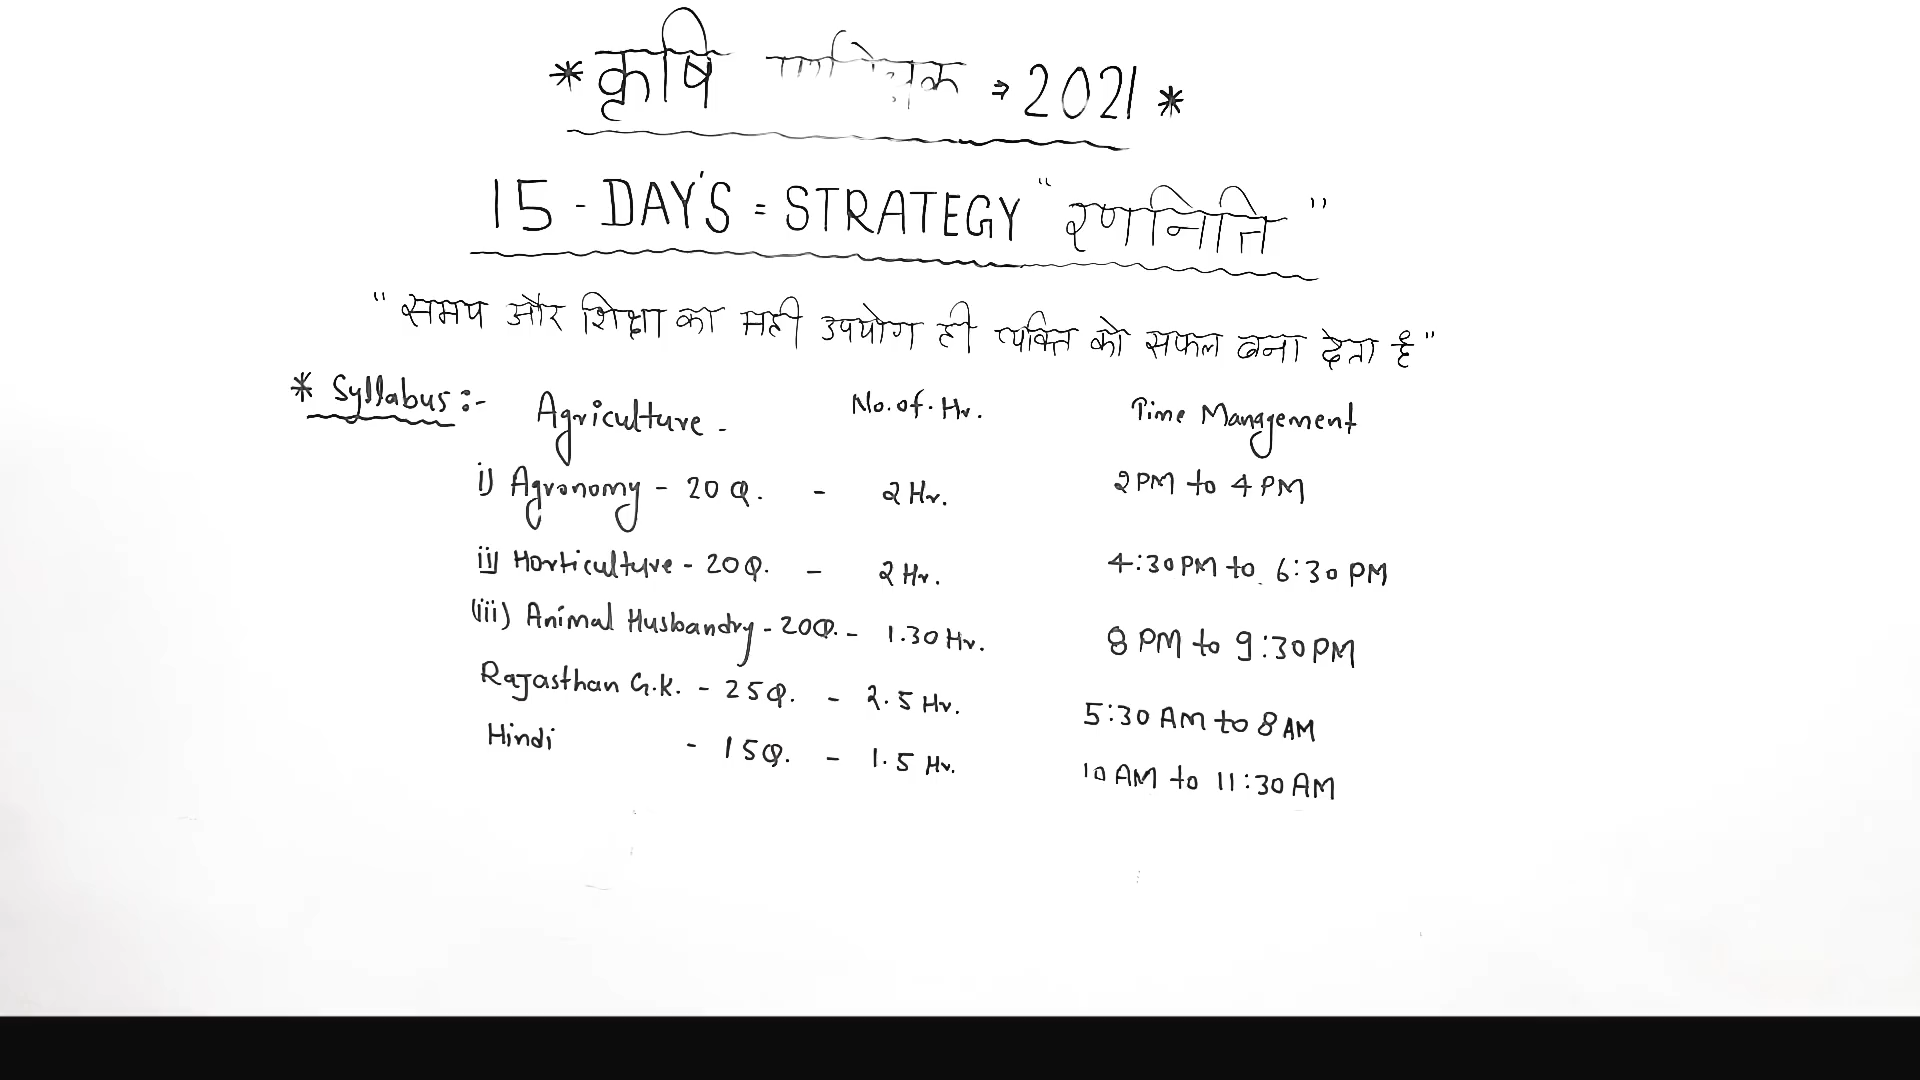 * कृषि → 2021 *
15 - DAY'S = STRATEGY "रणनिति"
"समय और शिक्षा का सही उपयोग ही व्यक्ति को सफल बना देता है"
* Syllabus :- Agriculture - No. of. Hr. Time Management
i) Agronomy - 20 Q. - 2 Hr. 2 PM to 4 PM
ii) Horticulture - 20 Q. - 2 Hr. 4:30 PM to 6:30 PM
(iii) Animal Husbandry - 20Q. - 1.30 Hr. 8 PM to 9:30 PM
Rajasthan G.K. - 25 Q. - 2.5 Hr. 5:30 AM to 8 AM
Hindi - 15 Q. - 1.5 Hr. 10 AM to 11:30 AM